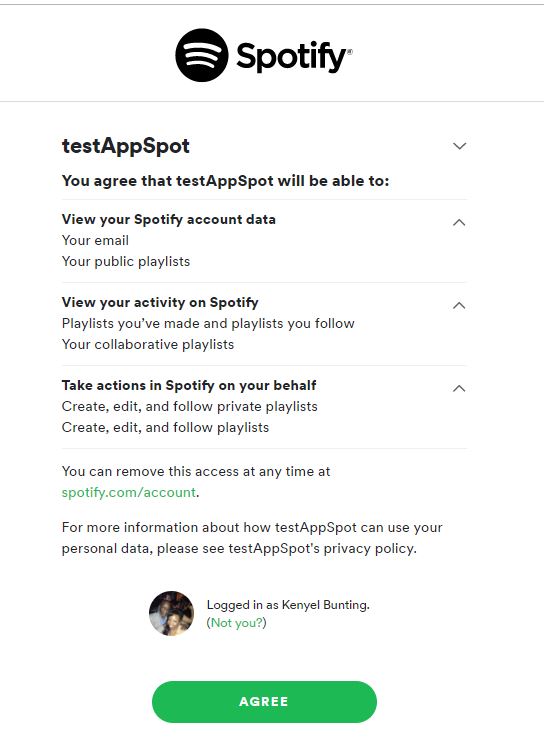 Spotify®
testAppSpot
You agree that testAppSpot will be able to:
View your Spotify account data
Your email
Your public playlists
View your activity on Spotify
Playlists you’ve made and playlists you follow
Your collaborative playlists
Take actions in Spotify on your behalf
Create, edit, and follow private playlists
Create, edit, and follow playlists
You can remove this access at any time at
spotify.com/account.
For more information about how testAppSpot can use your
personal data, please see testAppSpot's privacy policy.
Logged in as Kenyel Bunting.
(Not you?)
AGREE